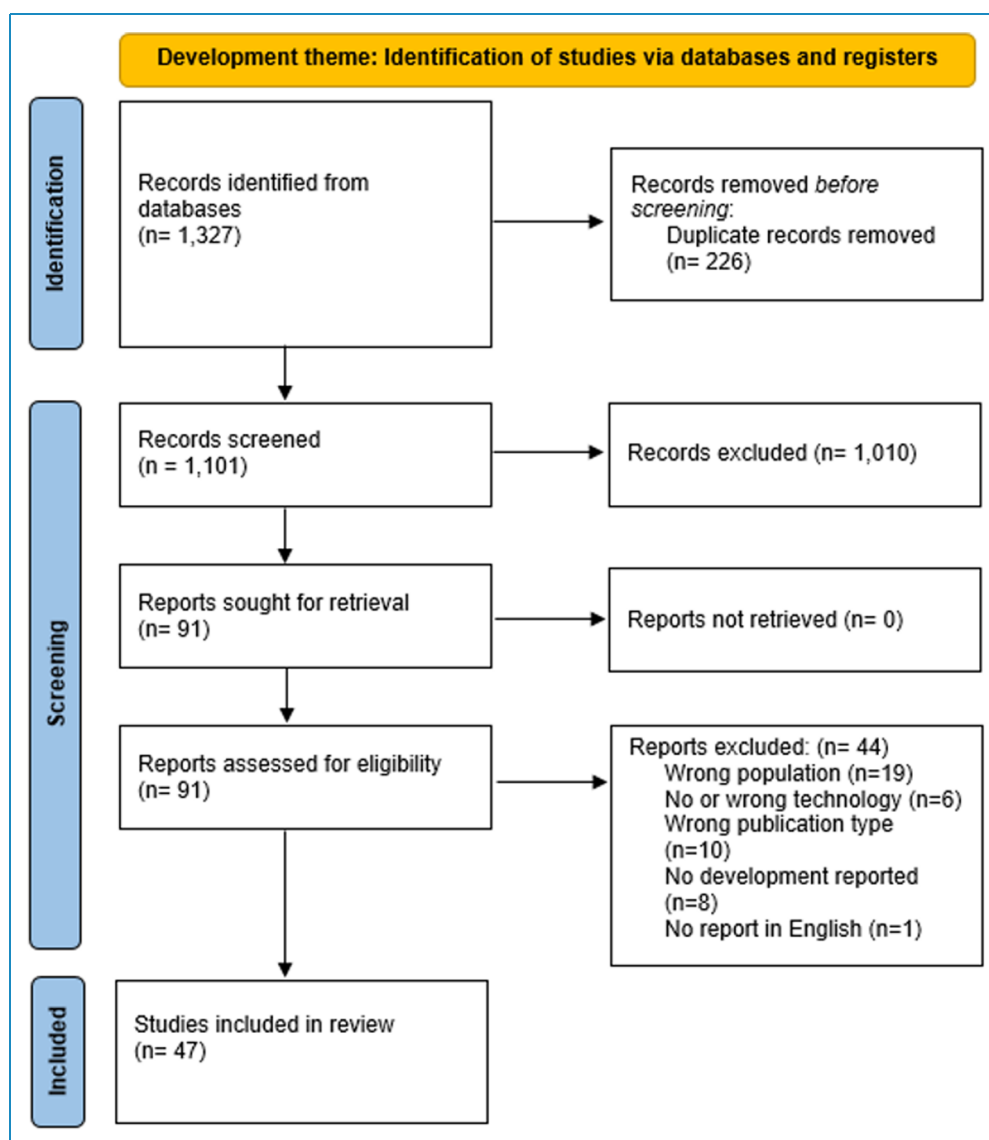 Development theme: Identification of studies via databases and registers
Identification
Records identified from
databases
(n= 1,327)
Records removed before
screening:
Duplicate records removed
(n= 226)
Screening
Records screened
(n = 1,101)
Records excluded (n= 1,010)
Reports sought for retrieval
(n= 91)
Reports not retrieved (n= 0)
Reports assessed for eligibility
(n= 91)
Reports excluded: (n= 44)
Wrong population (n=19)
No or wrong technology (n=6)
Wrong publication type
(n=10)
No development reported
(n=8)
No report in English (n=1)
Included
Studies included in review
(n= 47)